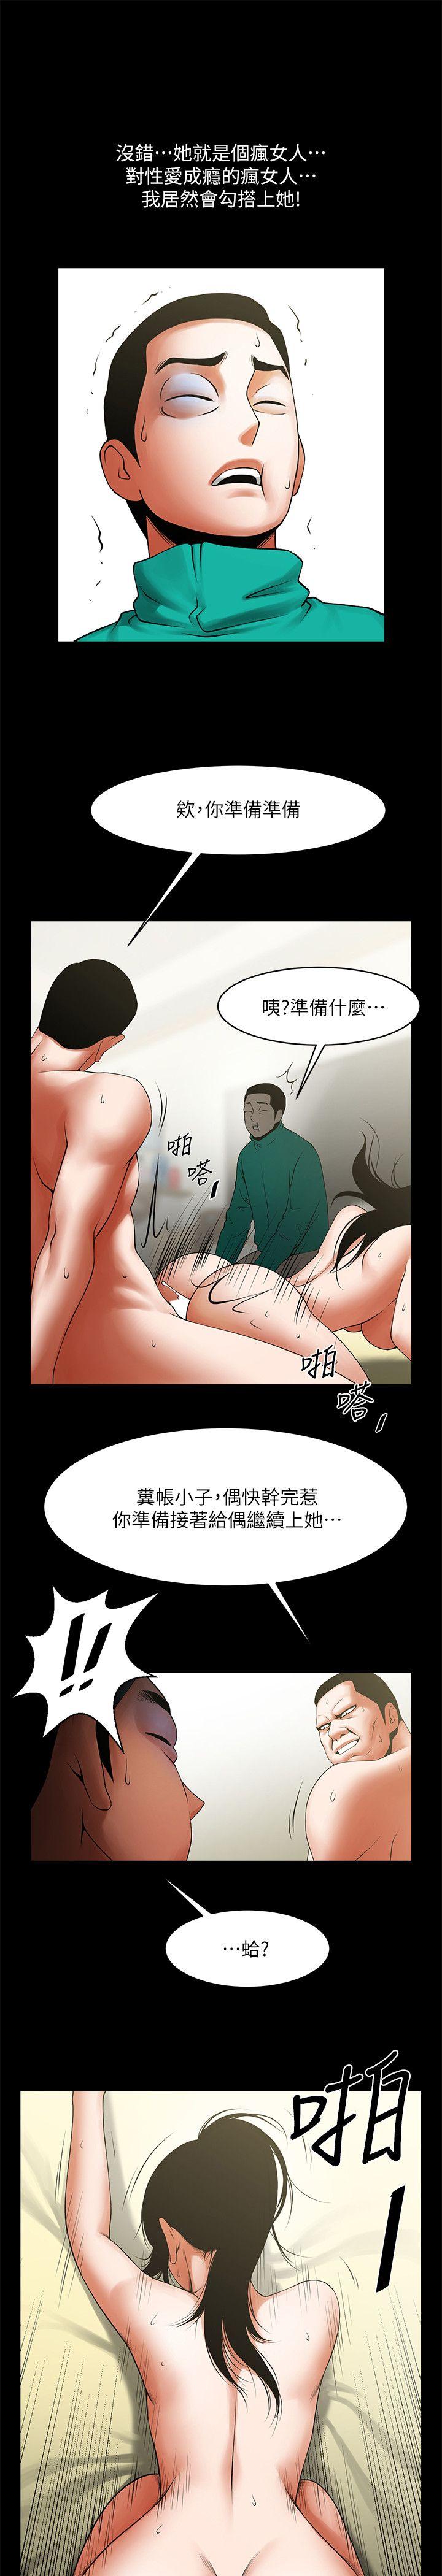 沒錯⋯她就是個瘋女人⋯
對性愛成癮的瘋女人⋯
我居然會勾搭上她!
欸,你準備準備
咦?準備什麼⋯
啪
嗒!
啪
嗒!
糞帳小子,偶快幹完惹
你準備接著給偶繼續上她⋯
!!
⋯蛤?
啪!